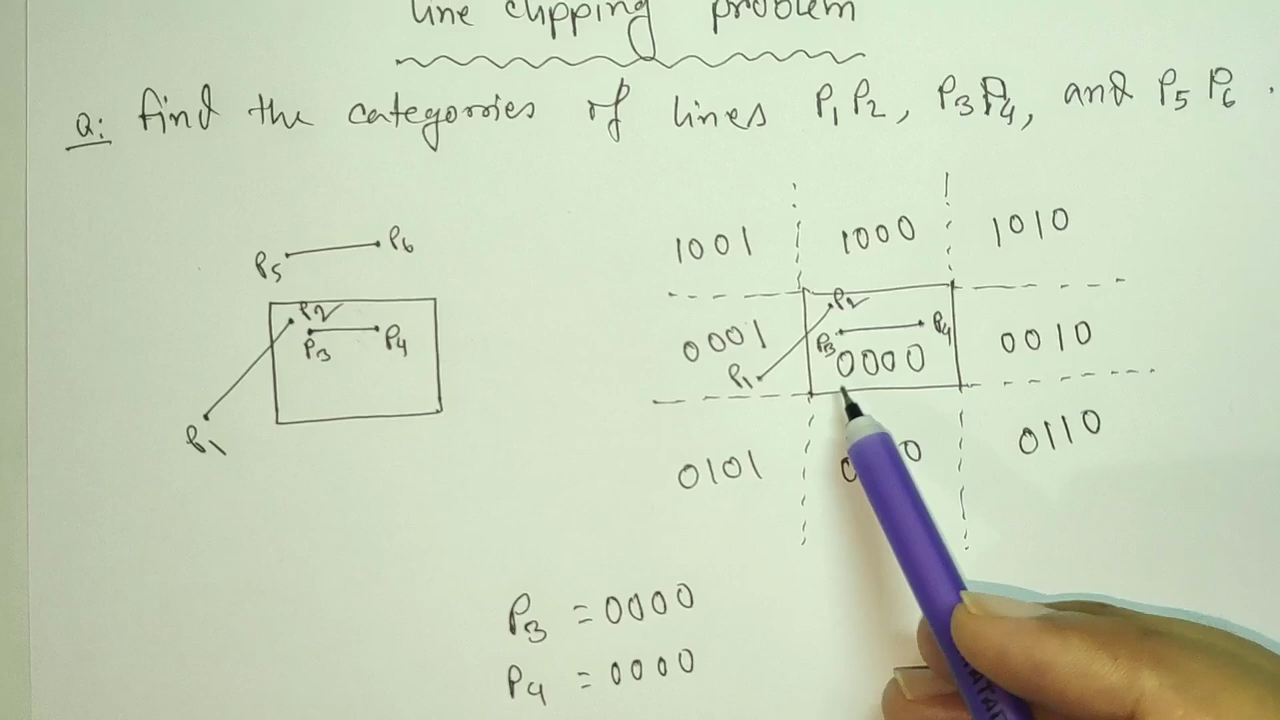 line clipping problem
Q: find the categories of lines P1P2, P3P4, and P5P6.
P5 P6
P2
P3 P4
P1
1001 1000 1010
P2
0001 P3 P4 0010
P1 0000
0101 0110
P3 = 0000
P4 = 0000